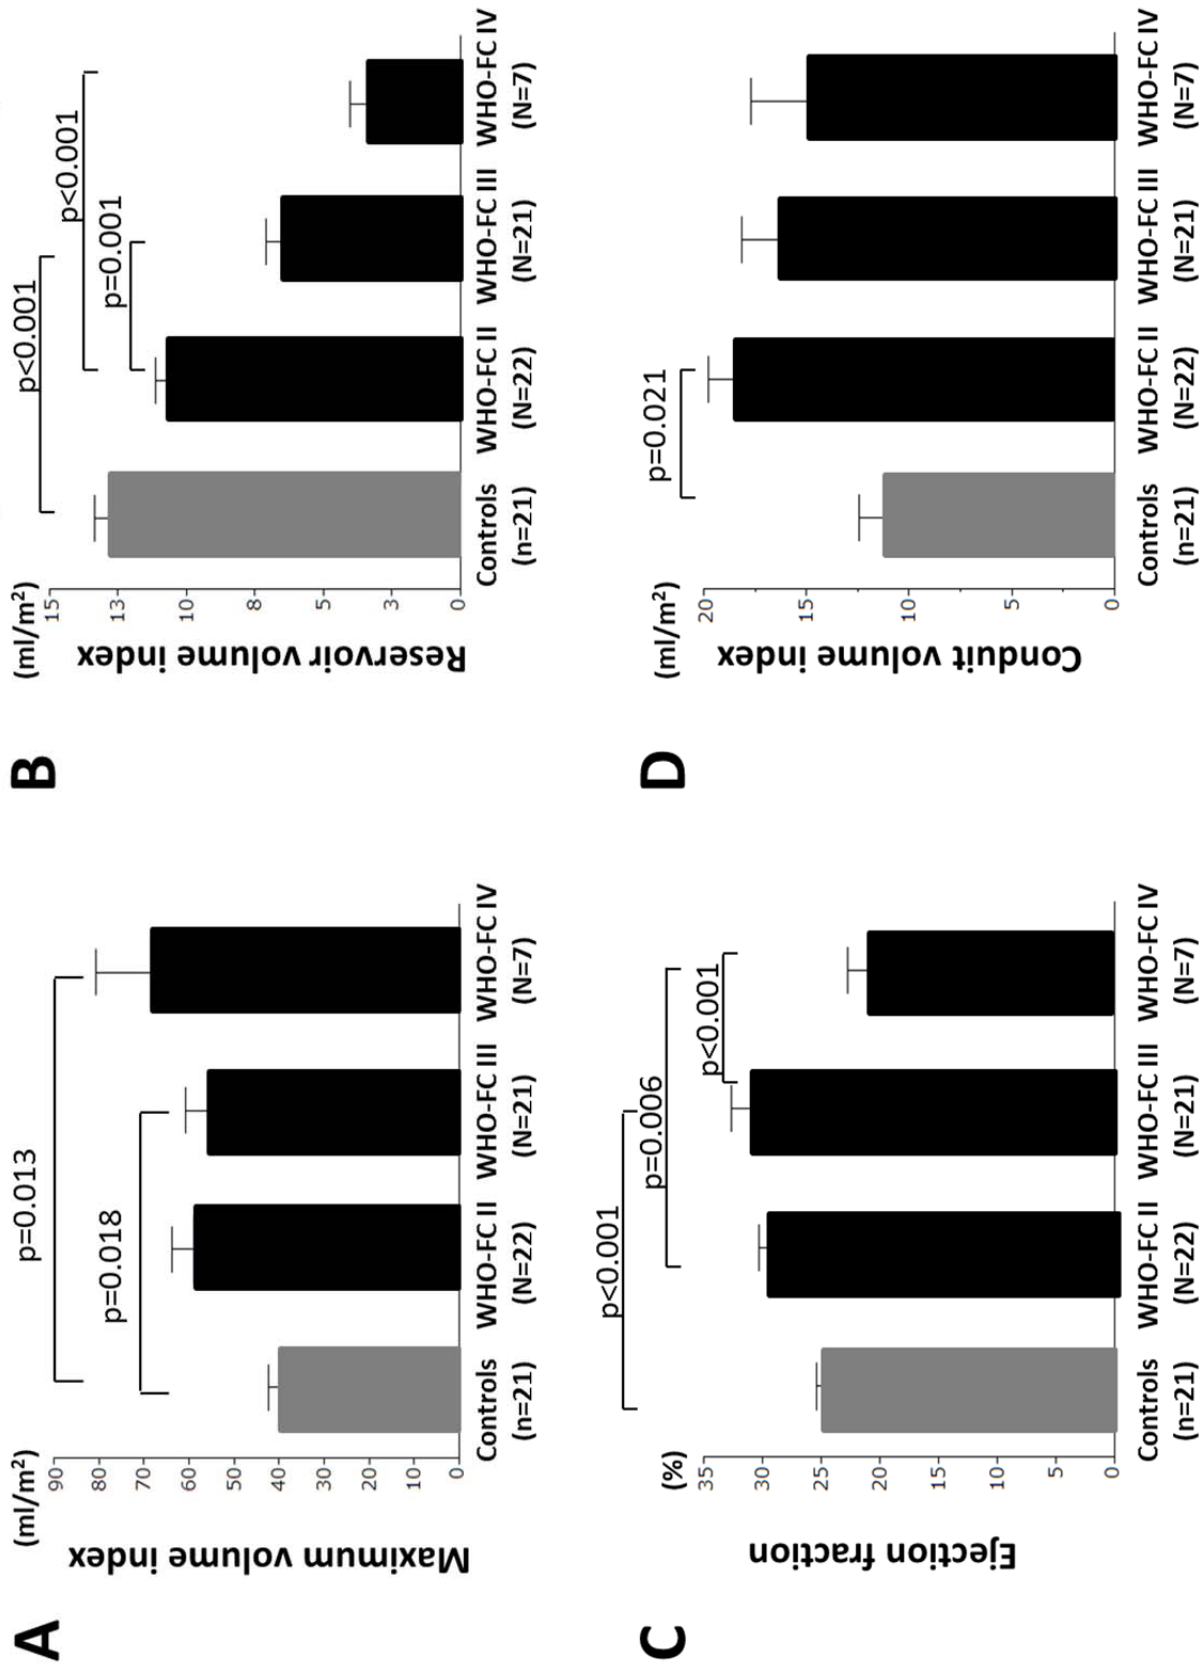 A
(ml/m²)
Maximum volume index
90
80
70
60
50
40
30
20
10
0
p=0.013
p=0.018
Controls WHO-FC II WHO-FC III WHO-FC IV
(n=21) (N=22) (N=21) (N=7)
B
(ml/m²)
Reservoir volume index
15
13
10
8
5
3
0
p<0.001
p<0.001
p=0.001
Controls WHO-FC II WHO-FC III WHO-FC IV
(n=21) (N=22) (N=21) (N=7)
C
(%)
Ejection fraction
35
30
25
20
15
10
5
0
p<0.001
p=0.006
p<0.001
Controls WHO-FC II WHO-FC III WHO-FC IV
(n=21) (N=22) (N=21) (N=7)
D
(ml/m²)
Conduit volume index
20
15
10
5
0
p=0.021
Controls WHO-FC II WHO-FC III WHO-FC IV
(n=21) (N=22) (N=21) (N=7)